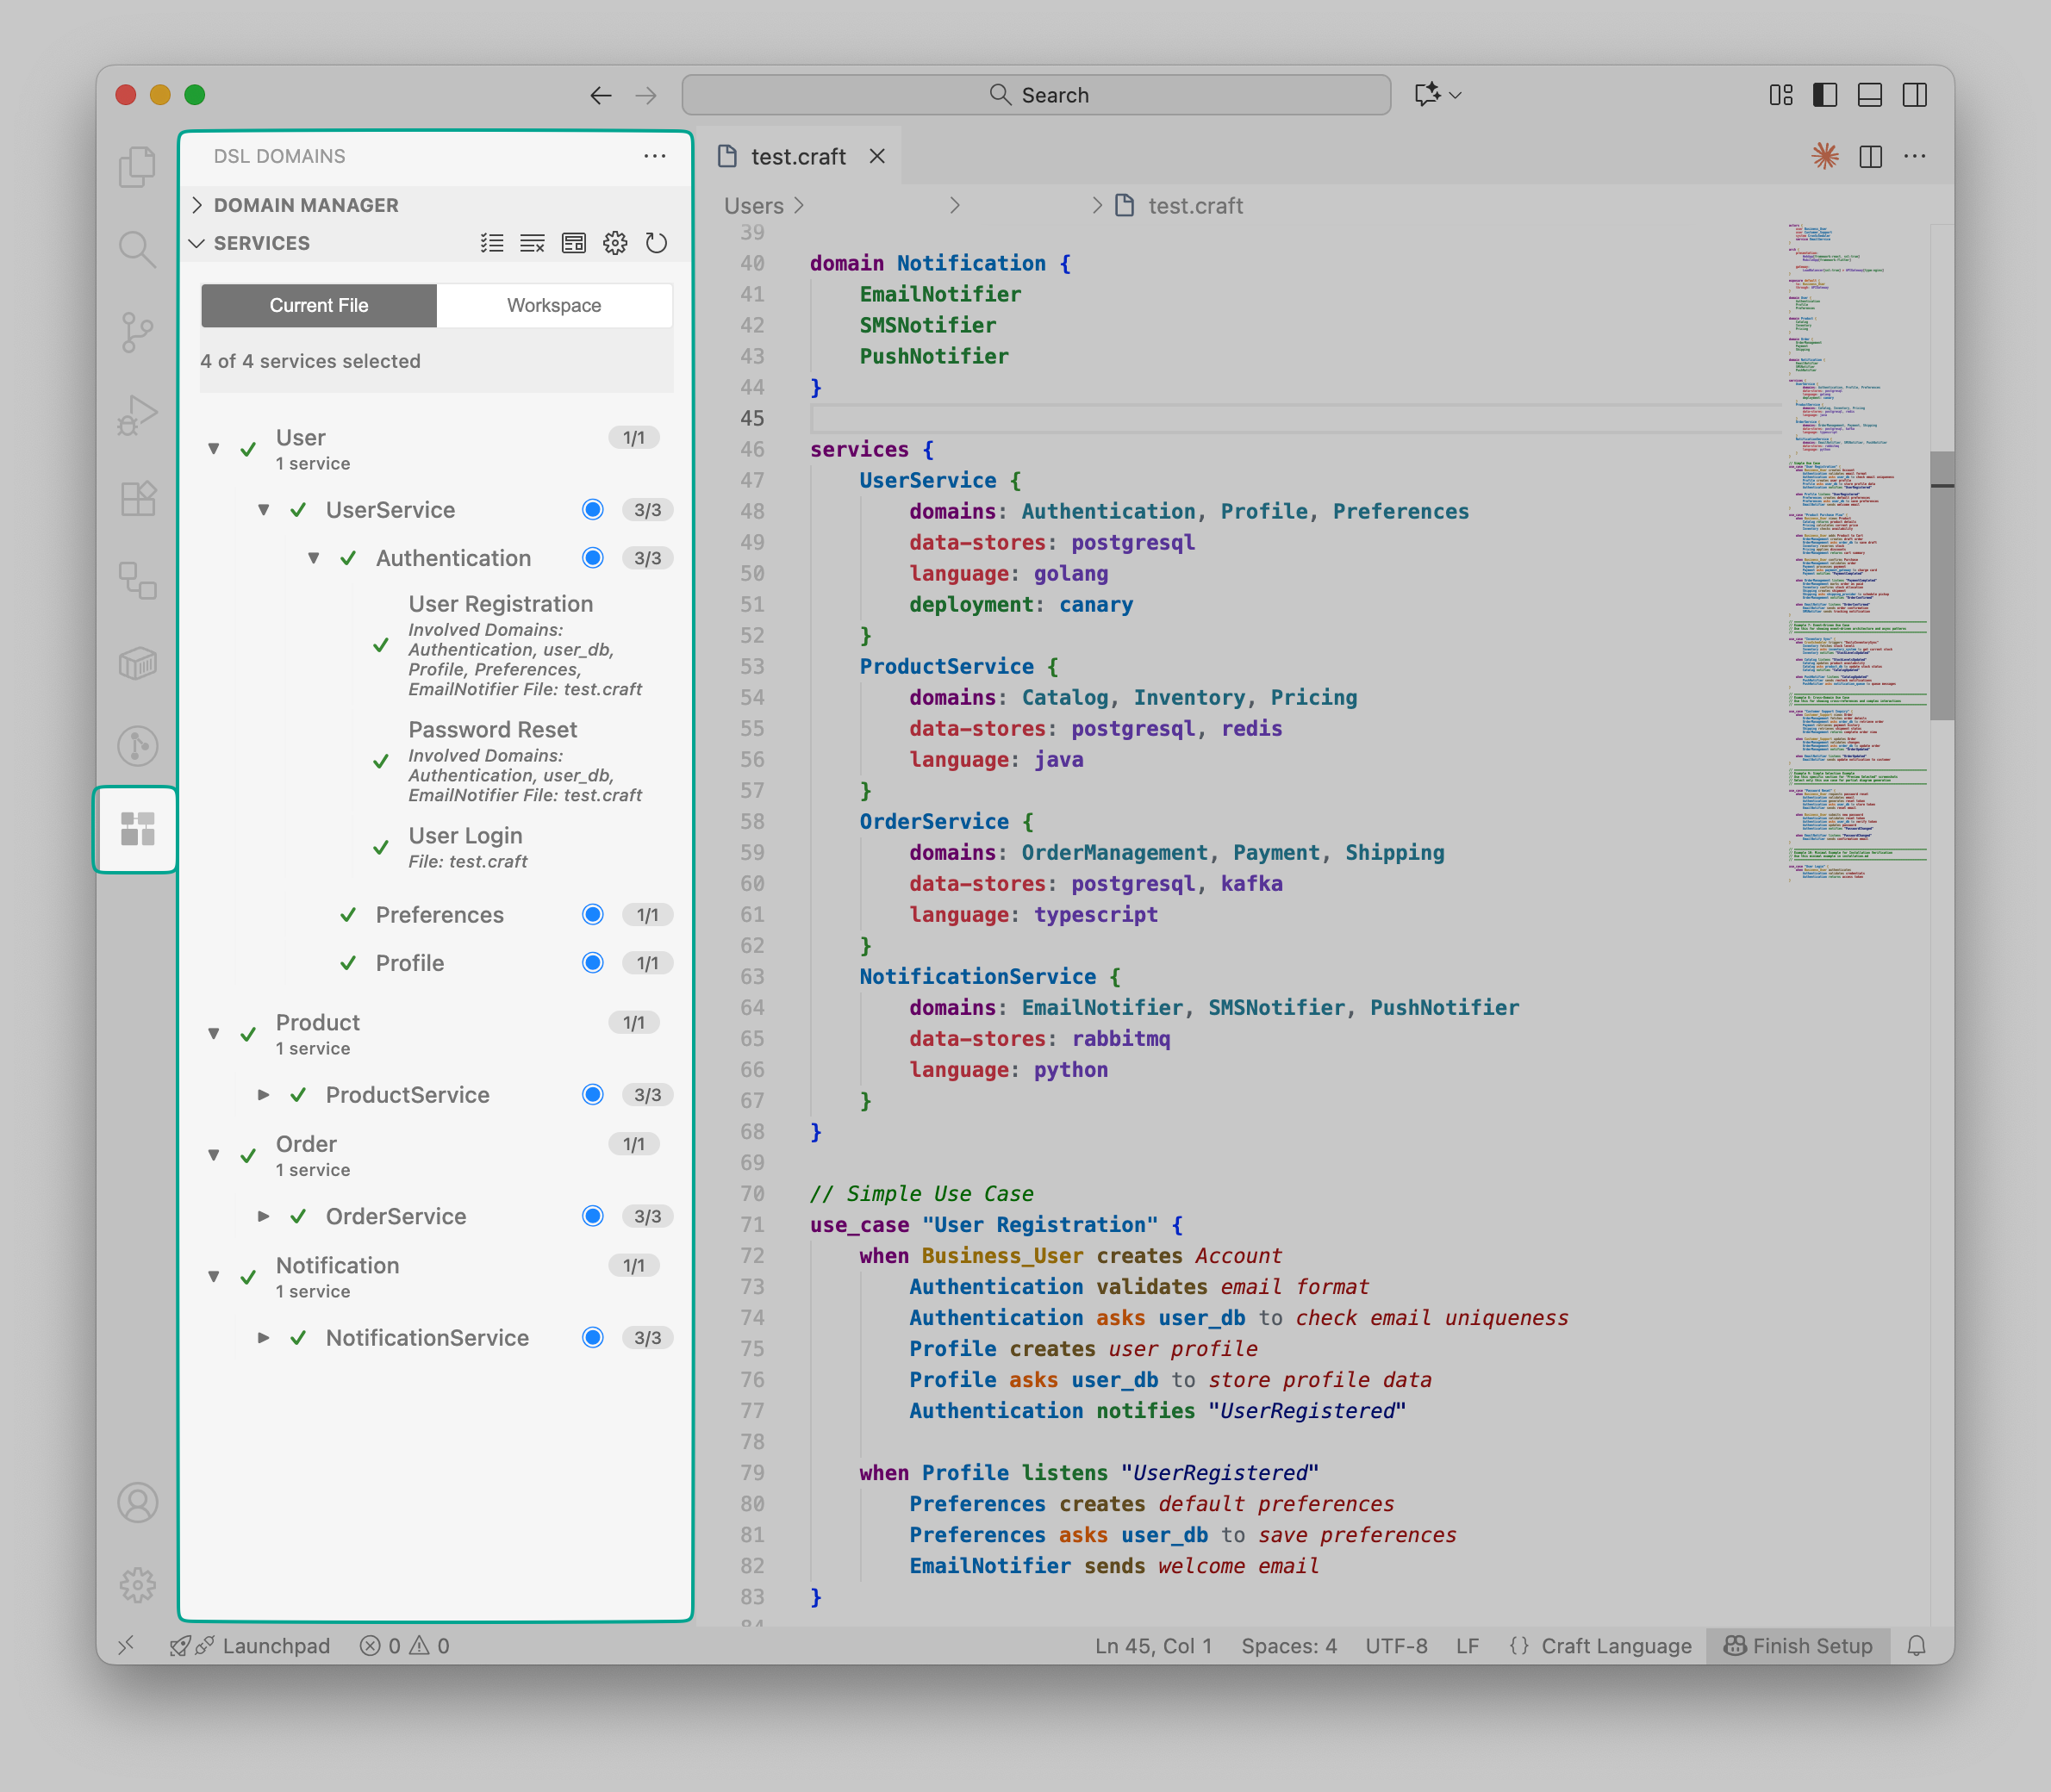 Search
DSL DOMAINS
DOMAIN MANAGER
SERVICES
Current File
Workspace
4 of 4 services selected
User
1/1
1 service
UserService
3/3
Authentication
3/3
User Registration
Involved Domains:
Authentication, user_db,
Profile, Preferences,
EmailNotifier File: test.craft
Password Reset
Involved Domains:
Authentication, user_db,
EmailNotifier File: test.craft
User Login
File: test.craft
Preferences
1/1
Profile
1/1
Product
1/1
1 service
ProductService
3/3
Order
1/1
1 service
OrderService
3/3
Notification
1/1
1 service
NotificationService
3/3
test.craft
Users
test.craft
39
40 domain Notification {
41 EmailNotifier
42 SMSNotifier
43 PushNotifier
44 }
45
46 services {
47 UserService {
48 domains: Authentication, Profile, Preferences
49 data-stores: postgresql
50 language: golang
51 deployment: canary
52 }
53 ProductService {
54 domains: Catalog, Inventory, Pricing
55 data-stores: postgresql, redis
56 language: java
57 }
58 OrderService {
59 domains: OrderManagement, Payment, Shipping
60 data-stores: postgresql, kafka
61 language: typescript
62 }
63 NotificationService {
64 domains: EmailNotifier, SMSNotifier, PushNotifier
65 data-stores: rabbitmq
66 language: python
67 }
68 }
69
70 // Simple Use Case
71 use_case "User Registration" {
72 when Business_User creates Account
73 Authentication validates email format
74 Authentication asks user_db to check email uniqueness
75 Profile creates user profile
76 Profile asks user_db to store profile data
77 Authentication notifies "UserRegistered"
78
79 when Profile listens "UserRegistered"
80 Preferences creates default preferences
81 Preferences asks user_db to save preferences
82 EmailNotifier sends welcome email
83 }
84
Launchpad
0
0
Ln 45, Col 1
Spaces: 4
UTF-8
LF
{}
Craft Language
Finish Setup